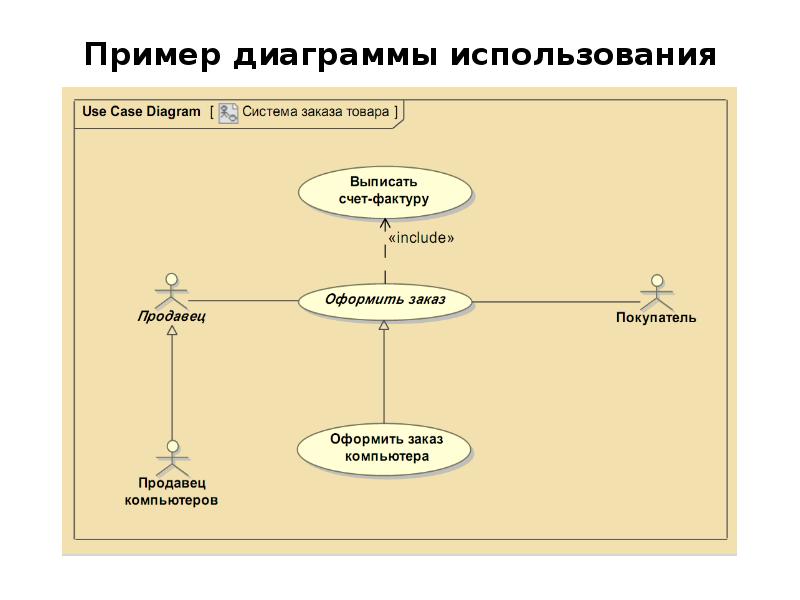 Пример диаграммы использования
Use Case Diagram [ Система заказа товара ]
Выписать
счет-фактуру
«include»
Оформить заказ
Продавец
Покупатель
Оформить заказ
компьютера
Продавец
компьютеров